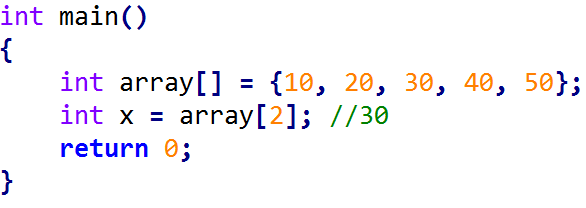 int main()
{
    int array[] = {10, 20, 30, 40, 50};
    int x = array[2]; //30
    return 0;
}